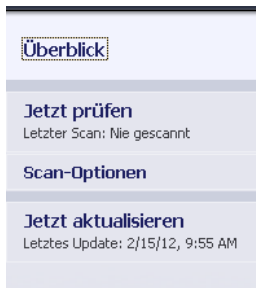 Überblick
Jetzt prüfen
Letzter Scan: Nie gescannt
Scan-Optionen
Jetzt aktualisieren
Letztes Update: 2/15/12, 9:55 AM